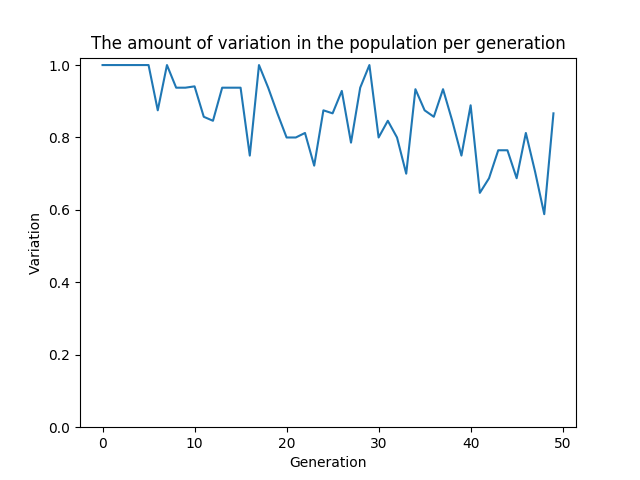 The amount of variation in the population per generation
1.0
0.8
0.6
0.4
0.2
0.0
Variation
0 10 20 30 40 50
Generation